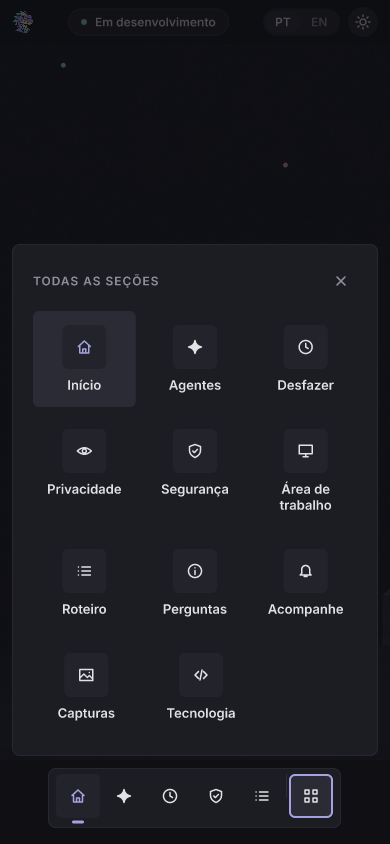 Em desenvolvimento
PT EN
TODAS AS SEÇÕES
Início Agentes Desfazer
Privacidade Segurança Área de
trabalho
Roteiro Perguntas Acompanhe
Capturas Tecnologia